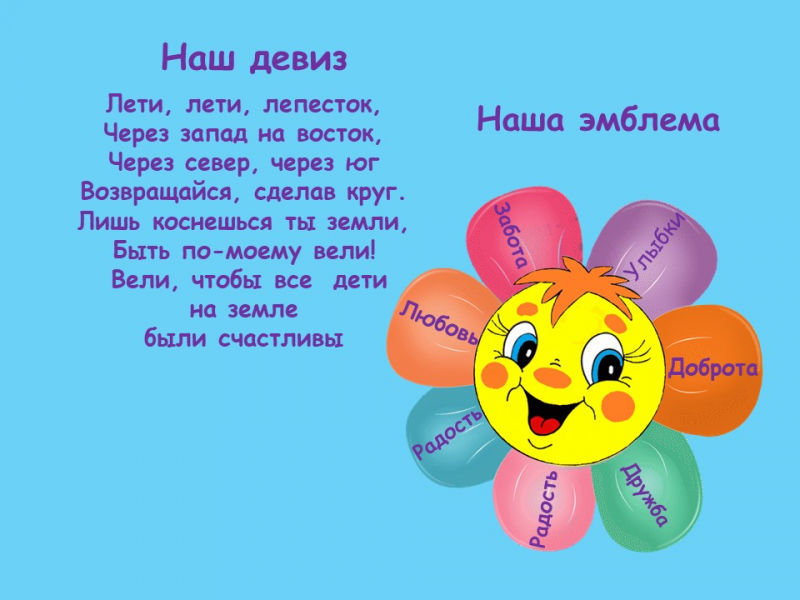 Наш девиз
Лети, лети, лепесток,
Через запад на восток,
Через север, через юг
Возвращайся, сделав круг.
Лишь коснешься ты земли,
Быть по-моему вели!
Вели, чтобы все дети
на земле
были счастливы
Наша эмблема
Забота
Улыбки
Любовь
Доброта
Радость
Дружба
Радость